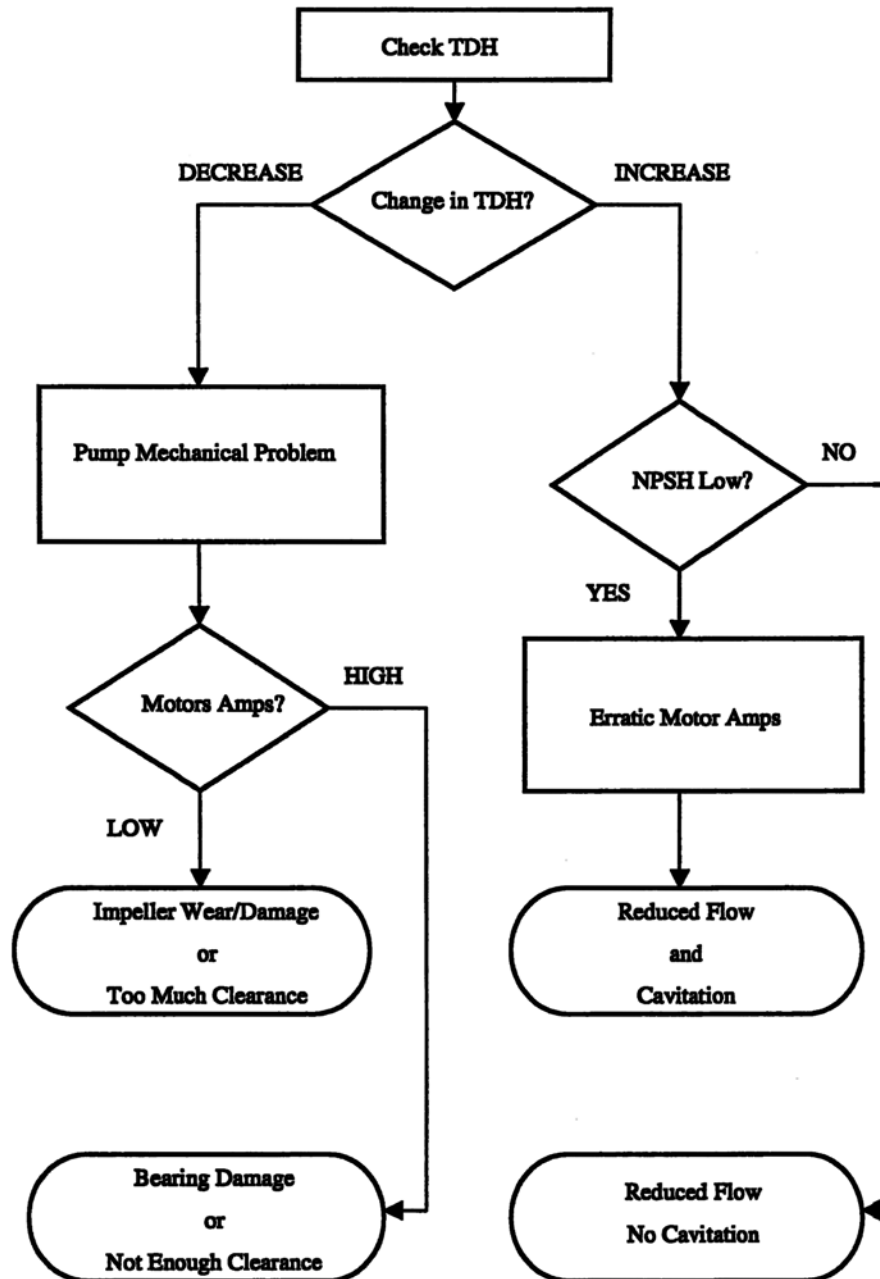 Check TDH
DECREASE
INCREASE
Change in TDH?
Pump Mechanical Problem
NPSH Low?
NO
YES
Motors Amps?
HIGH
Erratic Motor Amps
LOW
Impeller Wear/Damage
or
Too Much Clearance
Reduced Flow
and
Cavitation
Bearing Damage
or
Not Enough Clearance
Reduced Flow
No Cavitation